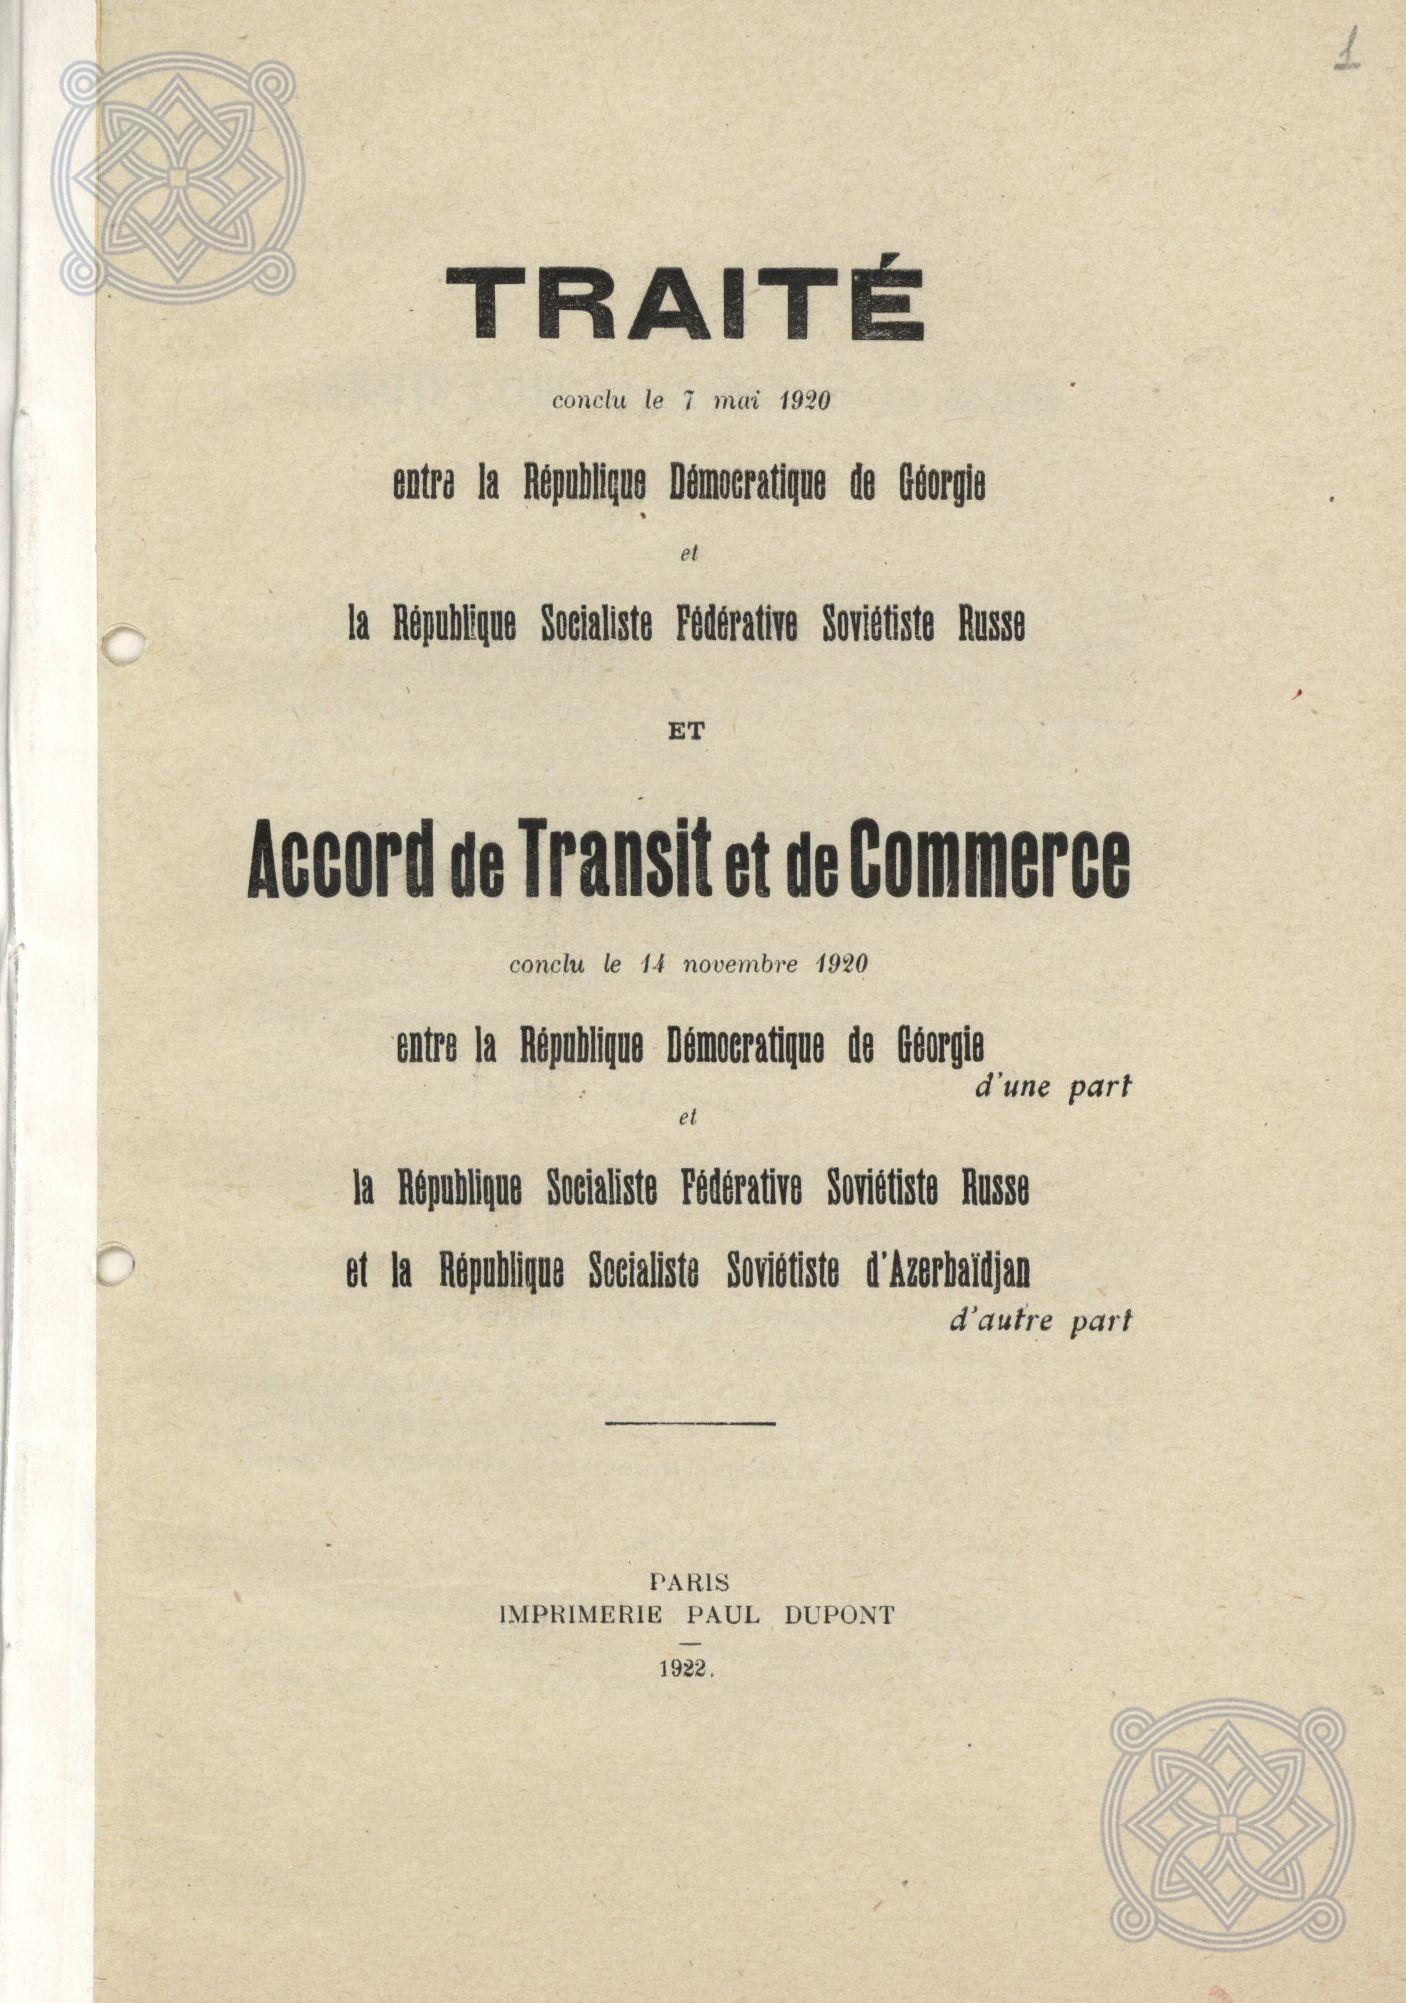 1
TRAITÉ
conclu le 7 mai 1920
entre la République Démocratique de Géorgie
et
la République Socialiste Fédérative Soviétiste Russe
ET
Accord de Transit et de Commerce
conclu le 14 novembre 1920
entre la République Démocratique de Géorgie
d'une part
et
la République Socialiste Fédérative Soviétiste Russe
et la République Socialiste Soviétiste d'Azerbaïdjan
d'autre part
PARIS
IMPRIMERIE PAUL DUPONT
1922.